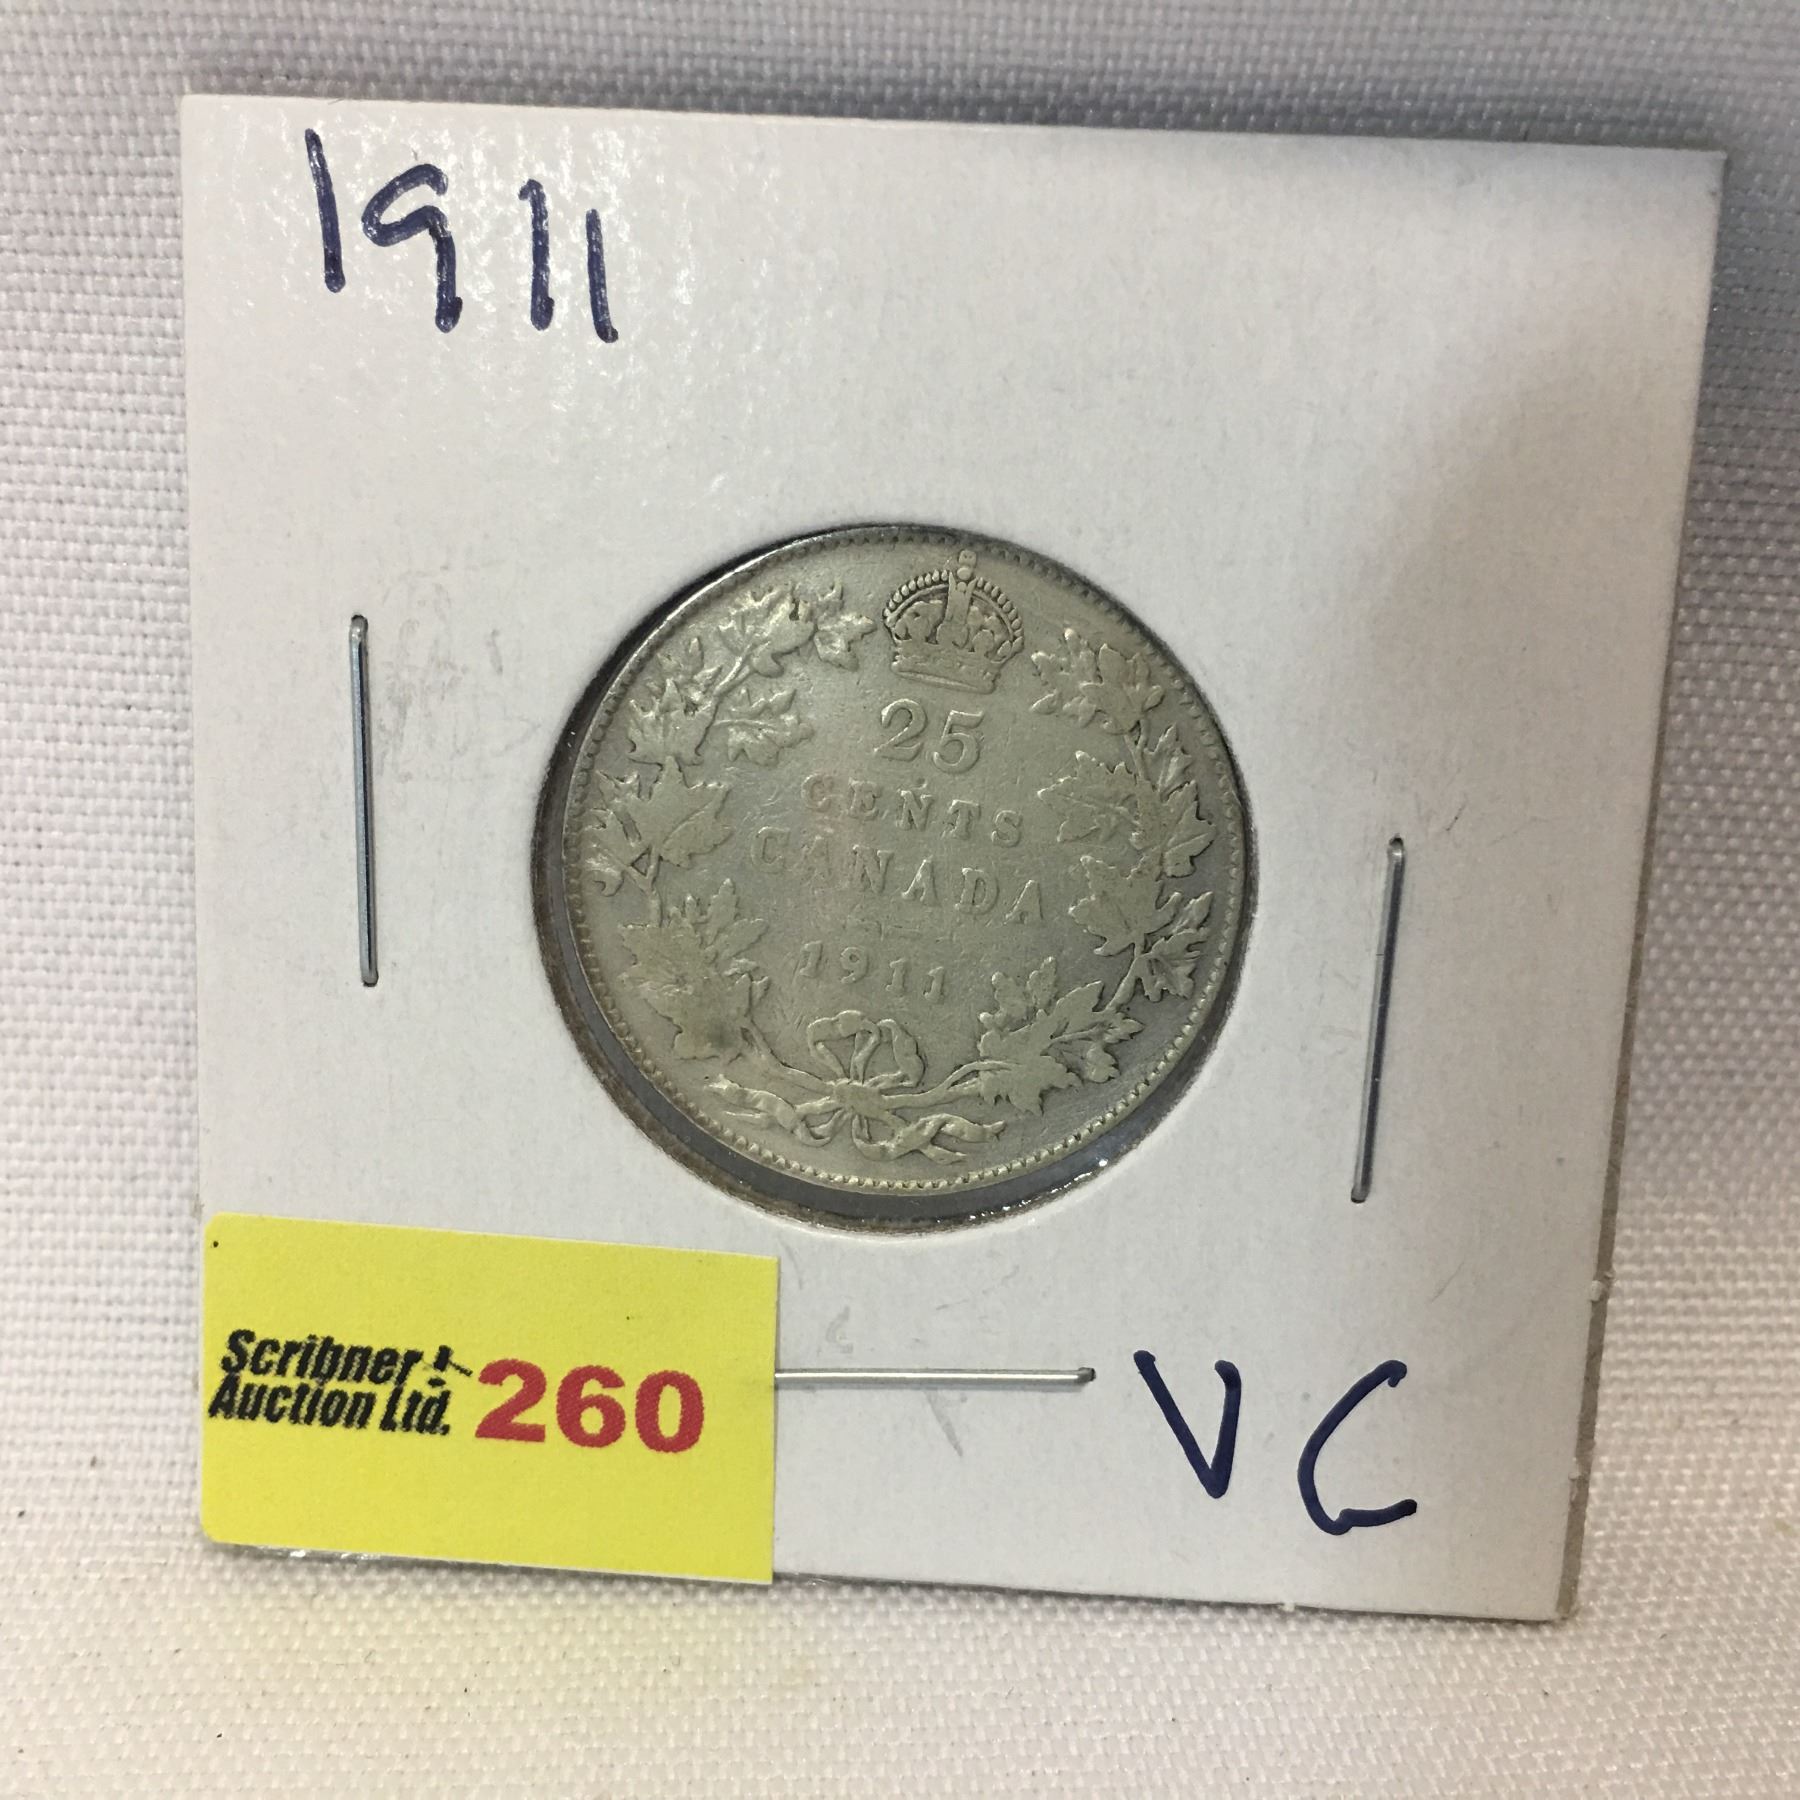 1911
25
CENTS
CANADA
1911
Scribner
Auction Ltd.
260
VG